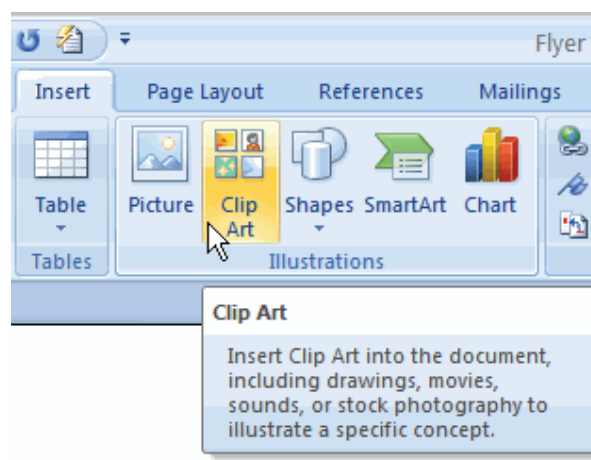 Flyer
Insert Page Layout References Mailings
Table Picture Clip Art Shapes SmartArt Chart
Tables Illustrations
Clip Art
Insert Clip Art into the document,
including drawings, movies,
sounds, or stock photography to
illustrate a specific concept.